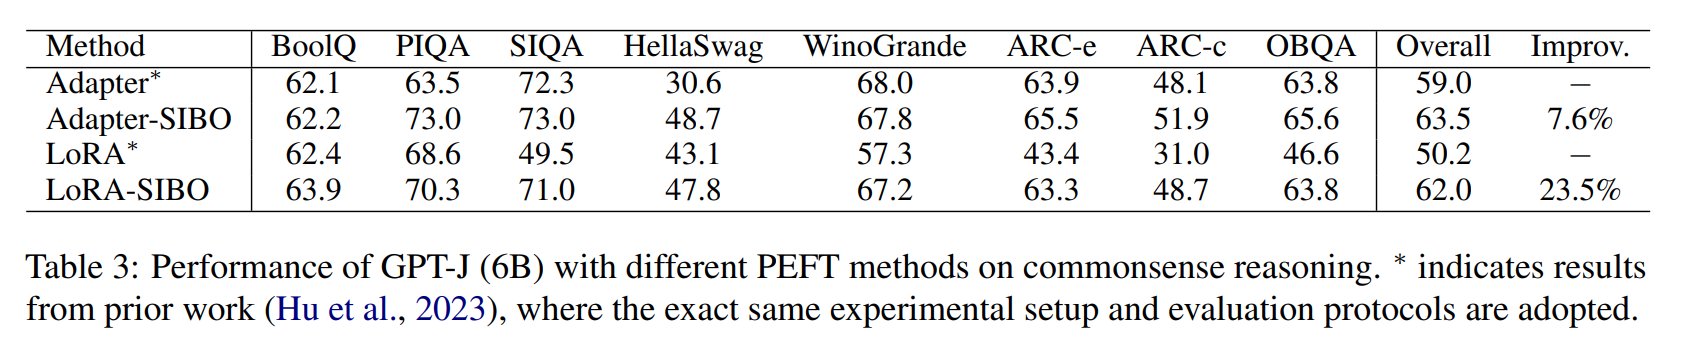 Method BoolQ PIQA SIQA HellaSwag WinoGrande ARC-e ARC-c OBQA Overall Improv.
Adapter* 62.1 63.5 72.3 30.6 68.0 63.9 48.1 63.8 59.0 –
Adapter-SIBO 62.2 73.0 73.0 48.7 67.8 65.5 51.9 65.6 63.5 7.6%
LoRA* 62.4 68.6 49.5 43.1 57.3 43.4 31.0 46.6 50.2 –
LoRA-SIBO 63.9 70.3 71.0 47.8 67.2 63.3 48.7 63.8 62.0 23.5%
Table 3: Performance of GPT-J (6B) with different PEFT methods on commonsense reasoning. * indicates results
from prior work (Hu et al., 2023), where the exact same experimental setup and evaluation protocols are adopted.